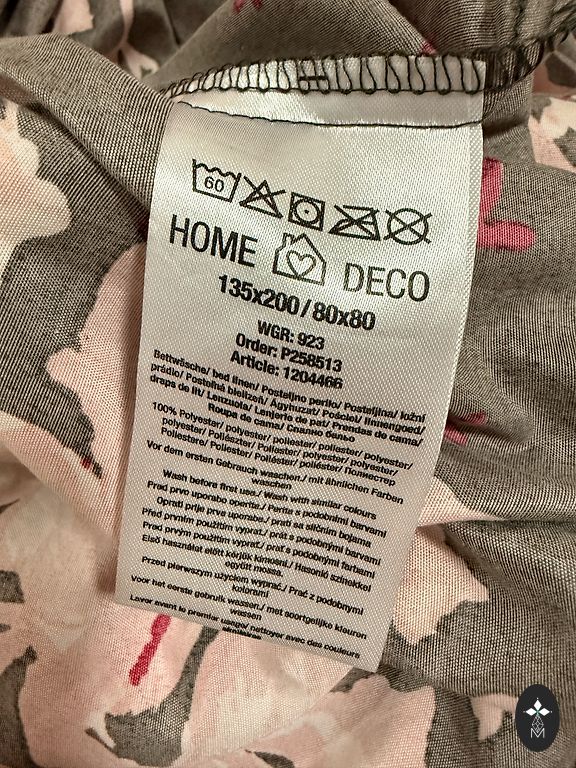 60
HOME DECO
135x200/80x80
WGR: 923
Order: P258513
Article: 1204466
Bettwäsche/ bed linen/ Posteljno perilo/ Posteljina/ ložní
prádlo/ Posteľná bielizeň/ Ágyhuzat/ Pościel/ linnengoed/
draps de lit/ Lenzuola/ Lenjerie de pat/ Prendas de cama/
Roupa de cama/ Спално бельо
100% Polyester/ polyester/ poliester/ poliester/ polyester/
polyester/ Poliészter/ Poliester/ polyester/ polyester/
Poliestere/ Poliester/ Poliéster/ poliéster/ полиестер
Vor dem ersten Gebrauch waschen./ mit ähnlichen Farben
waschen
Wash before first use./ Wash with similar colours
Pred prvo uporabo operite./ Perite s podobnimi barvami
Oprati prije prve uporabe./ prati sa sličnim bojama
Před prvním použitím vyprat./ prát s podobnými barvami
Pred prvým použitím vyprať./ prať s podobnými farbami
Első használat előtt kérjük kimosni./ Hasonló színekkel
együtt moss.
Przed pierwszym użyciem wyprać./ Prać z podobnymi
kolorami
Voor het eerste gebruik wassen./ met soortgelijke kleuren
wassen
Laver avant le premier usage/ nettoyer avec des couleurs
M